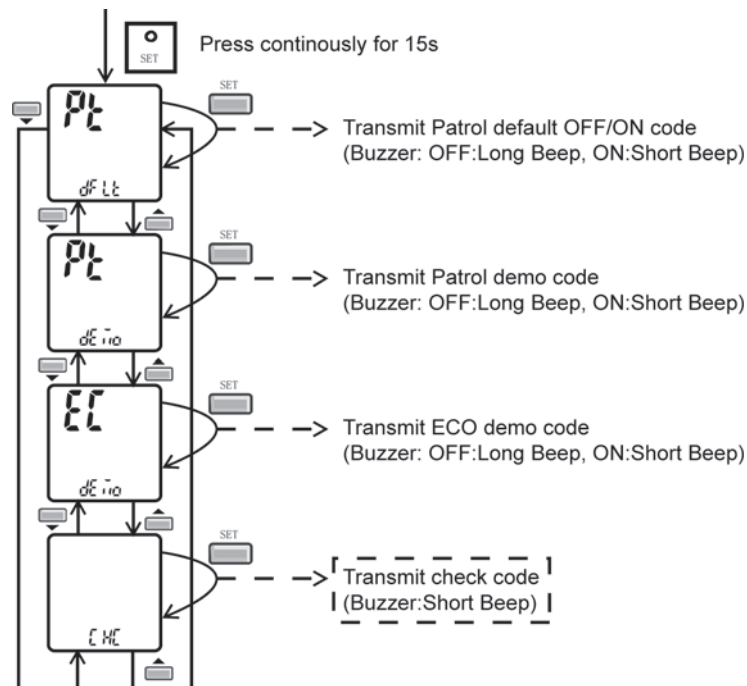 SET
Press continously for 15s
Pt
dFLt
SET
Transmit Patrol default OFF/ON code
(Buzzer: OFF:Long Beep, ON:Short Beep)
Pt
dEmo
SET
Transmit Patrol demo code
(Buzzer: OFF:Long Beep, ON:Short Beep)
EC
dEmo
SET
Transmit ECO demo code
(Buzzer: OFF:Long Beep, ON:Short Beep)
CHC
SET
Transmit check code
(Buzzer:Short Beep)